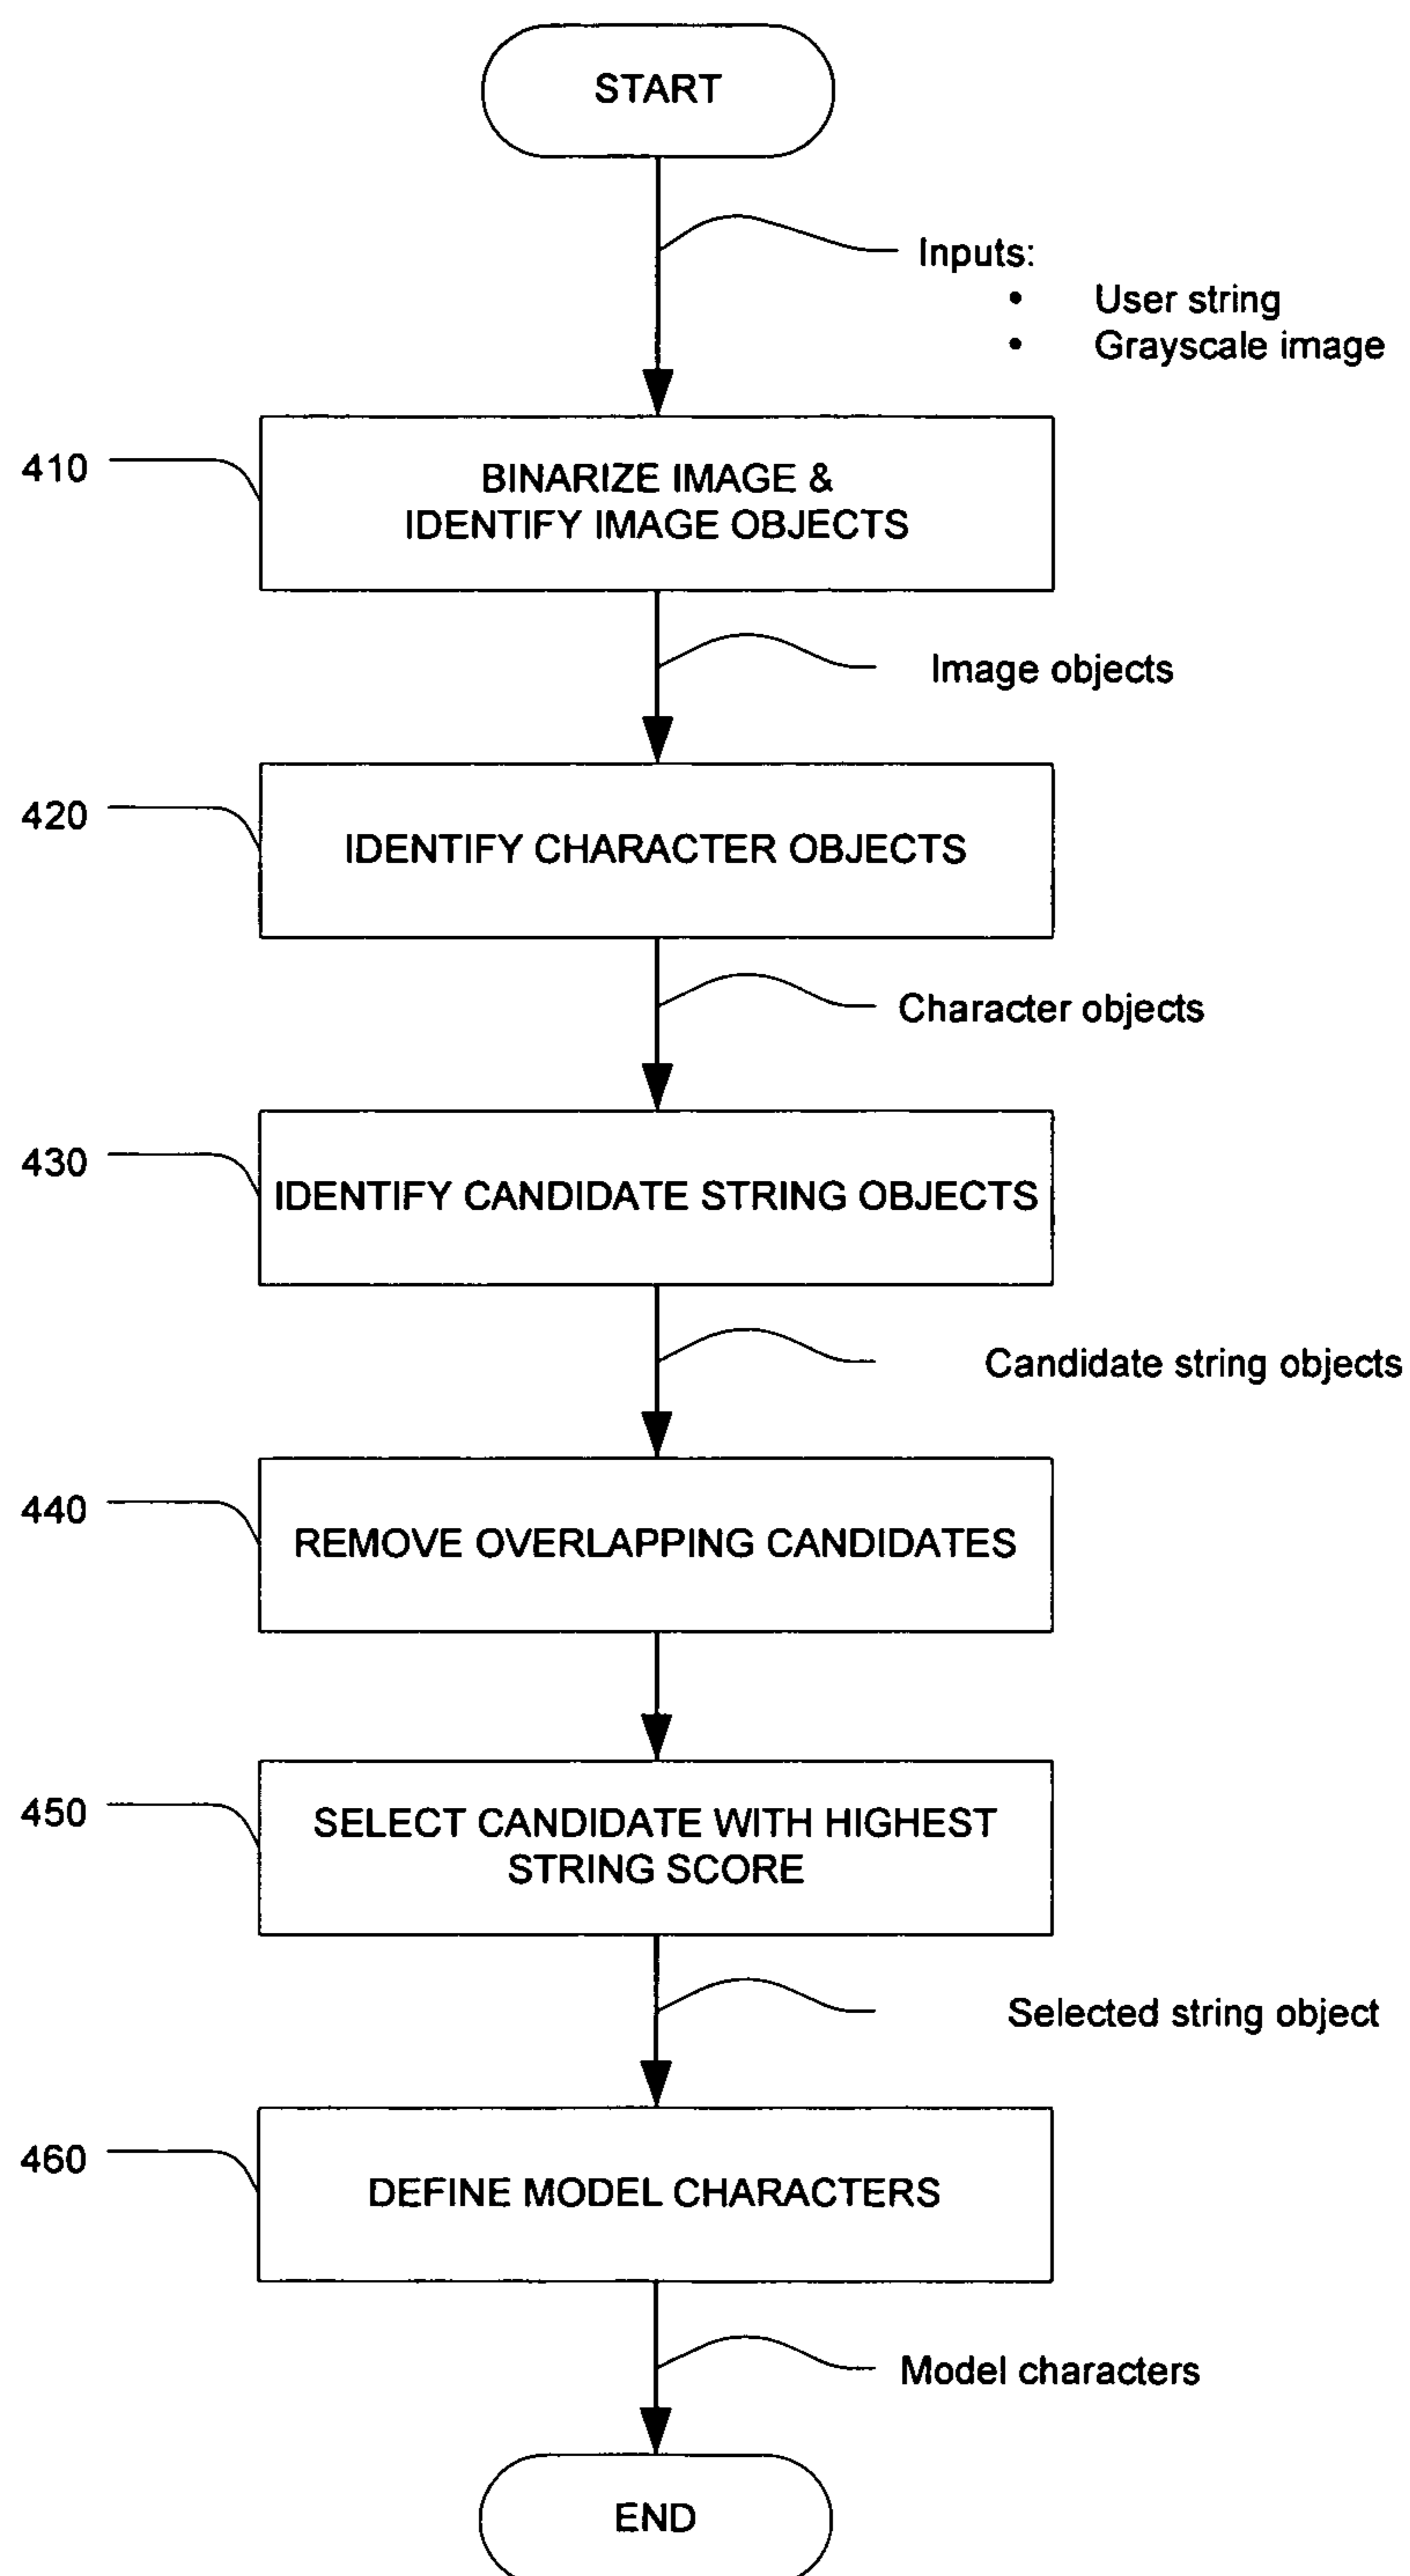 START
Inputs:
• User string
• Grayscale image
410
BINARIZE IMAGE &
IDENTIFY IMAGE OBJECTS
Image objects
420
IDENTIFY CHARACTER OBJECTS
Character objects
430
IDENTIFY CANDIDATE STRING OBJECTS
Candidate string objects
440
REMOVE OVERLAPPING CANDIDATES
450
SELECT CANDIDATE WITH HIGHEST
STRING SCORE
Selected string object
460
DEFINE MODEL CHARACTERS
Model characters
END